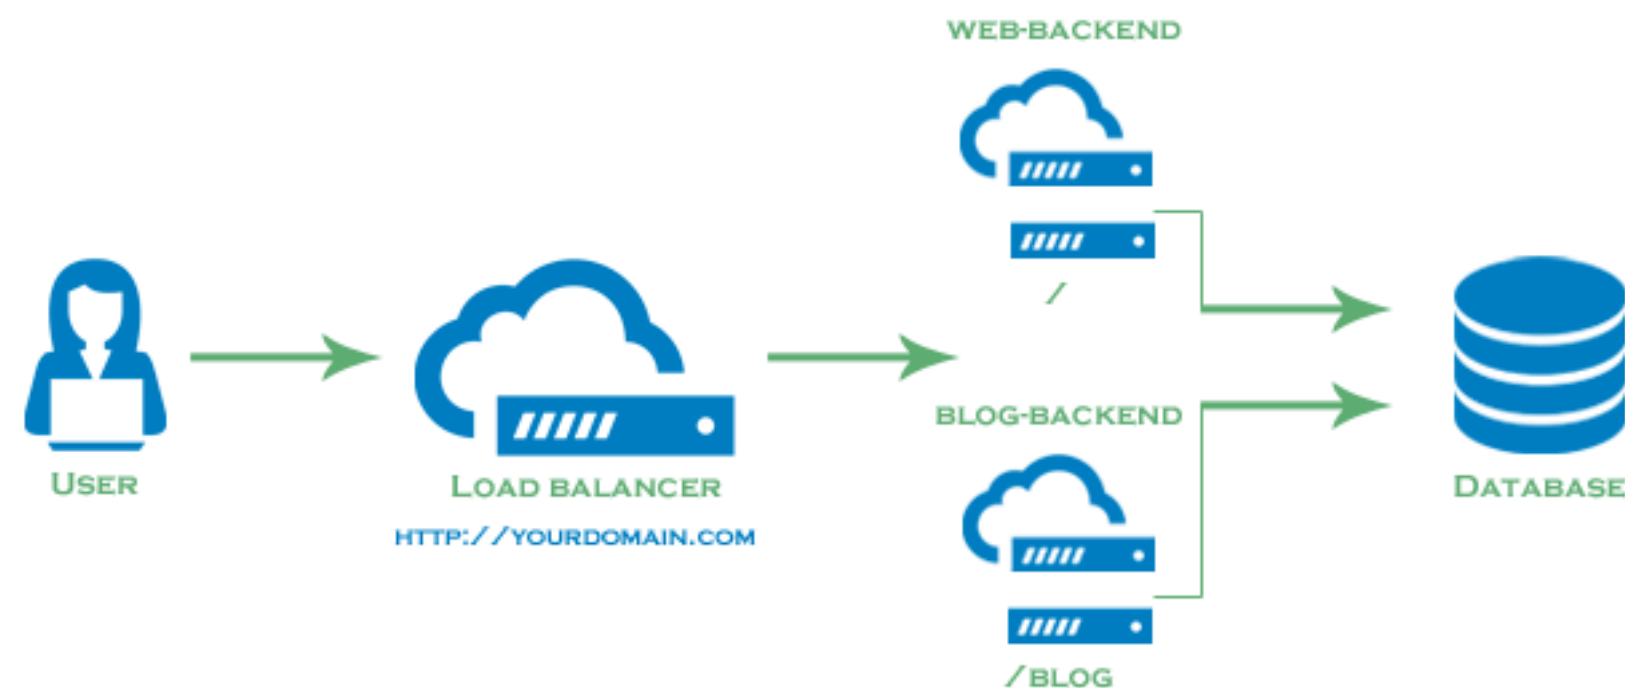 WEB-BACKEND
/
USER
LOAD BALANCER
HTTP://YOURDOMAIN.COM
BLOG-BACKEND
/BLOG
DATABASE